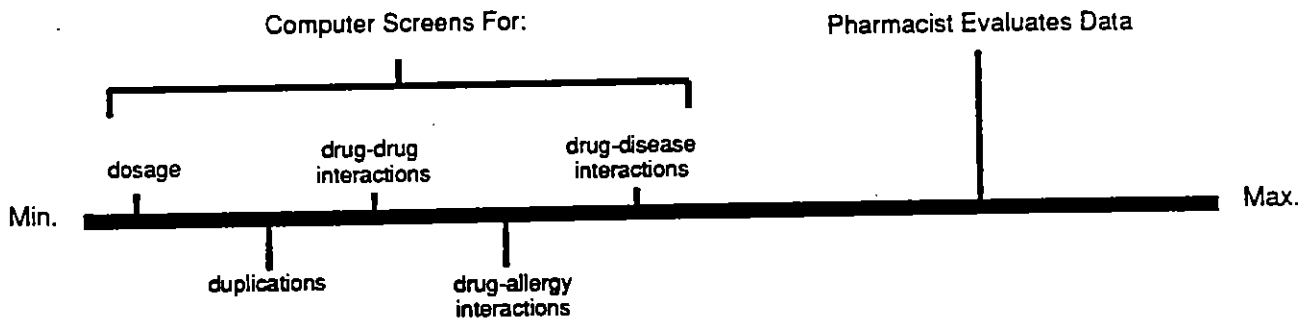 Computer Screens For:
Pharmacist Evaluates Data
dosage
drug-drug
interactions
drug-disease
interactions
Min.
Max.
duplications
drug-allergy
interactions